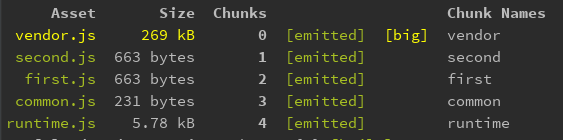 Asset Size Chunks Chunk Names
vendor.js 269 kB 0 [emitted] [big] vendor
second.js 663 bytes 1 [emitted] second
first.js 663 bytes 2 [emitted] first
common.js 231 bytes 3 [emitted] common
runtime.js 5.78 kB 4 [emitted] runtime